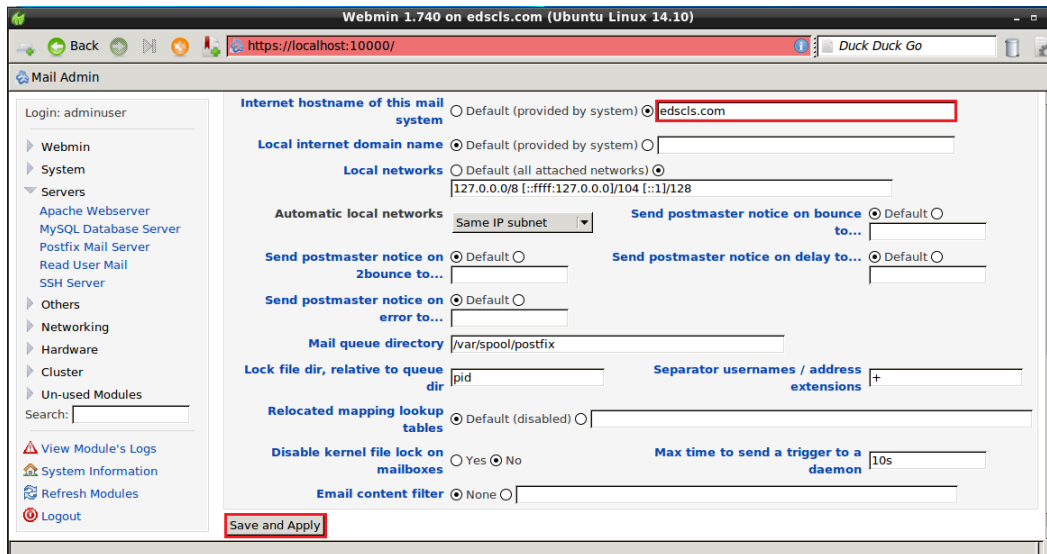 Webmin 1.740 on edscls.com (Ubuntu Linux 14.10)
Back
https://localhost:10000/
Duck Duck Go
Mail Admin
Login: adminuser
Webmin
System
Servers
Apache Webserver
MySQL Database Server
Postfix Mail Server
Read User Mail
SSH Server
Others
Networking
Hardware
Cluster
Un-used Modules
Search:
View Module's Logs
System Information
Refresh Modules
Logout
Internet hostname of this mail
system
Default (provided by system)
edscls.com
Local internet domain name
Default (provided by system)
Local networks
Default (all attached networks)
127.0.0.0/8 [::ffff:127.0.0.0]/104 [::1]/128
Automatic local networks
Same IP subnet
Send postmaster notice on bounce
to...
Default
Send postmaster notice on
2bounce to...
Default
Send postmaster notice on delay to...
Default
Send postmaster notice on
error to...
Default
Mail queue directory
/var/spool/postfix
Lock file dir, relative to queue
dir
pid
Separator usernames / address
extensions
+
Relocated mapping lookup
tables
Default (disabled)
Disable kernel file lock on
mailboxes
Yes No
Max time to send a trigger to a
daemon
10s
Email content filter
None
Save and Apply